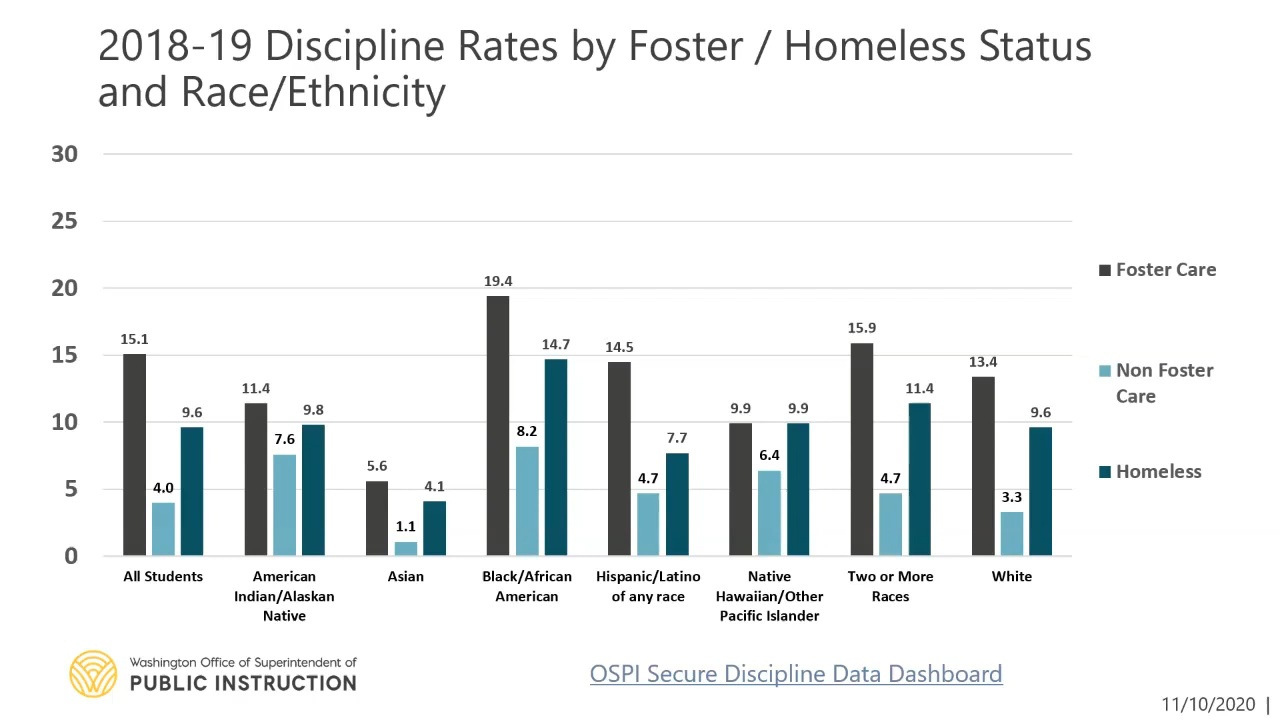 2018-19 Discipline Rates by Foster / Homeless Status
and Race/Ethnicity
30
25
20
15
10
5
0
15.1
4.0
9.6
11.4
7.6
9.8
5.6
1.1
4.1
19.4
8.2
14.7
14.5
4.7
7.7
9.9
6.4
9.9
15.9
4.7
11.4
13.4
3.3
9.6
All Students
American
Indian/Alaskan
Native
Asian
Black/African
American
Hispanic/Latino
of any race
Native
Hawaiian/Other
Pacific Islander
Two or More
Races
White
Foster Care
Non Foster
Care
Homeless
Washington Office of Superintendent of
PUBLIC INSTRUCTION
OSPI Secure Discipline Data Dashboard
11/10/2020 |